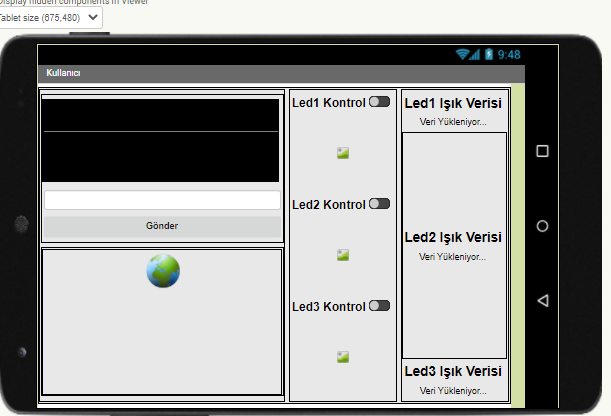 Display hidden components in Viewer
Tablet size (675,480)
9:48
Kullanıcı
Gönder
Led1 Kontrol
Led2 Kontrol
Led3 Kontrol
Led1 Işık Verisi
Veri Yükleniyor...
Led2 Işık Verisi
Veri Yükleniyor...
Led3 Işık Verisi
Veri Yükleniyor...